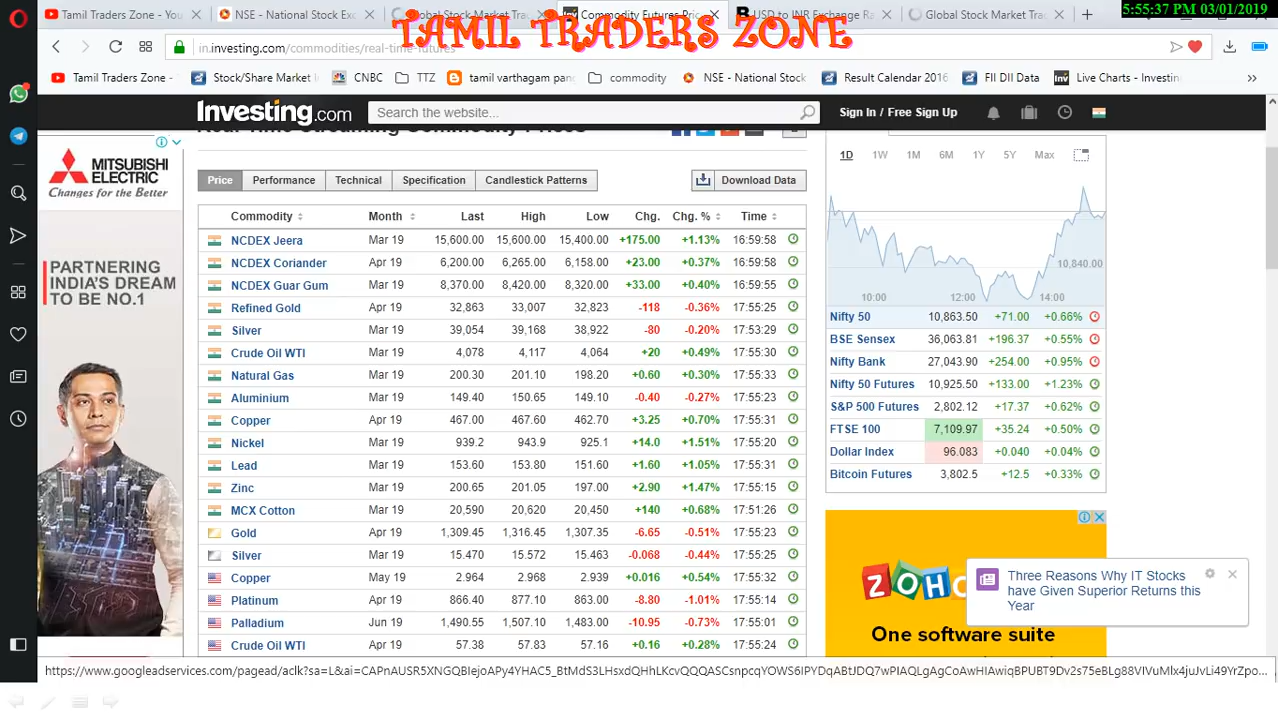 5:55:37 PM 03/01/2019
Tamil Traders Zone - You
NSE - National Stock Exc
Global Stock Market Tra
Commodity Futures Pric
USD to INR Exchange Ra
Global Stock Market Tra
TAMIL TRADERS ZONE
in.investing.com/commodities/real-time-futures
Tamil Traders Zone -
Stock/Share Market I
CNBC
TTZ
tamil varthagam pan
commodity
NSE - National Stock
Result Calendar 2016
FII DII Data
Live Charts - Investin
Investing.com
Search the website...
Sign In / Free Sign Up
Real Time Streaming Commodity Prices
MITSUBISHI
ELECTRIC
Changes for the Better
PARTNERING
INDIA'S DREAM
TO BE NO.1
Price Performance Technical Specification Candlestick Patterns Download Data
Commodity Month Last High Low Chg. Chg. % Time
NCDEX Jeera Mar 19 15,600.00 15,600.00 15,400.00 +175.00 +1.13% 16:59:58
NCDEX Coriander Apr 19 6,200.00 6,265.00 6,158.00 +23.00 +0.37% 16:59:58
NCDEX Guar Gum Mar 19 8,370.00 8,420.00 8,320.00 +33.00 +0.40% 16:59:55
Refined Gold Apr 19 32,863 33,007 32,823 -118 -0.36% 17:55:25
Silver Mar 19 39,054 39,168 38,922 -80 -0.20% 17:53:29
Crude Oil WTI Mar 19 4,078 4,117 4,064 +20 +0.49% 17:55:30
Natural Gas Mar 19 200.30 201.10 198.20 +0.60 +0.30% 17:55:33
Aluminium Mar 19 149.40 150.65 149.10 -0.40 -0.27% 17:55:23
Copper Apr 19 467.00 467.60 462.70 +3.25 +0.70% 17:55:31
Nickel Mar 19 939.2 943.9 925.1 +14.0 +1.51% 17:55:20
Lead Mar 19 153.60 153.80 151.60 +1.60 +1.05% 17:55:31
Zinc Mar 19 200.65 201.05 197.00 +2.90 +1.47% 17:55:15
MCX Cotton Mar 19 20,590 20,620 20,450 +140 +0.68% 17:51:26
Gold Apr 19 1,309.45 1,316.45 1,307.35 -6.65 -0.51% 17:55:23
Silver Mar 19 15.470 15.572 15.463 -0.068 -0.44% 17:55:25
Copper May 19 2.964 2.968 2.939 +0.016 +0.54% 17:55:32
Platinum Apr 19 866.40 877.10 863.00 -8.80 -1.01% 17:55:14
Palladium Jun 19 1,490.55 1,507.10 1,483.00 -10.95 -0.73% 17:55:01
Crude Oil WTI Apr 19 57.38 57.83 57.16 +0.16 +0.28% 17:55:24
1D 1W 1M 6M 1Y 5Y Max
10,840.00
10:00 12:00 14:00
Nifty 50 10,863.50 +71.00 +0.66%
BSE Sensex 36,063.81 +196.37 +0.55%
Nifty Bank 27,043.90 +254.00 +0.95%
Nifty 50 Futures 10,925.50 +133.00 +1.23%
S&P 500 Futures 2,802.12 +17.37 +0.62%
FTSE 100 7,109.97 +35.24 +0.50%
Dollar Index 96.083 +0.040 +0.04%
Bitcoin Futures 3,802.5 +12.5 +0.33%
ZOHO
One software suite
Three Reasons Why IT Stocks
have Given Superior Returns this
Year